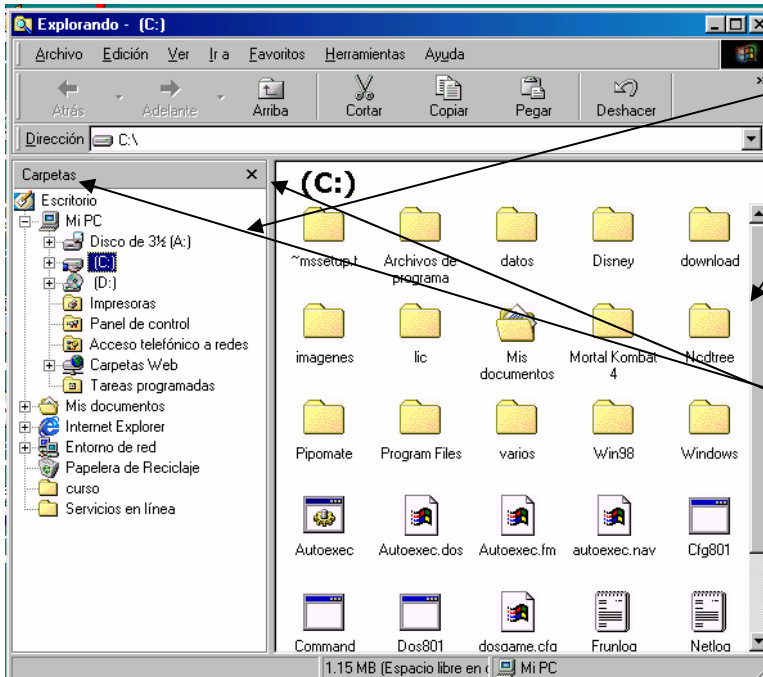 Explorando - (C:)
Archivo Edición Ver Ir a Favoritos Herramientas Ayuda
Atrás Adelante Arriba Cortar Copiar Pegar Deshacer »
Dirección C:\
Carpetas
Escritorio
Mi PC
Disco de 3½ (A:)
(C:)
(D:)
Impresoras
Panel de control
Acceso telefónico a redes
Carpetas Web
Tareas programadas
Mis documentos
Internet Explorer
Entorno de red
Papelera de Reciclaje
curso
Servicios en línea
(C:)
~mssetup.t Archivos de datos Disney download
programa
imagenes lic Mis Mortal Kombat Ncdtree
documentos 4
Pipomate Program Files varios Win98 Windows
Autoexec Autoexec.dos Autoexec.fm autoexec.nav Cfg801
Command Dos801 dosgame.cfg Frunlog Netlog
1.15 MB (Espacio libre en Mi PC